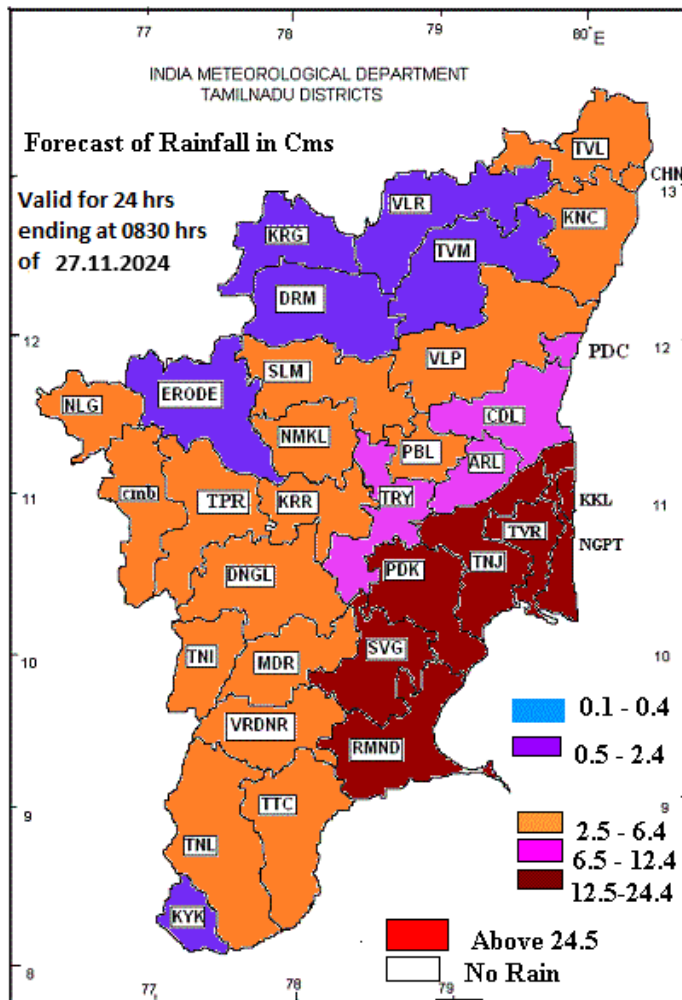 77 78 79 80°E
INDIA METEOROLOGICAL DEPARTMENT
TAMILNADU DISTRICTS
Forecast of Rainfall in Cms
TVL
CHN
13
Valid for 24 hrs
ending at 0830 hrs
of 27.11.2024
VLR
KNC
KRG
TVM
DRM
12
12
VLP
PDC
SLM
ERODE
NLG
CDL
NMKL
PBL
ARL
11
cmb
TPR
KRR
TRY
KKL
11
TVR
NGPT
PDK
TNJ
DNGL
10
TNI
MDR
SVG
10
0.1 - 0.4
VRDNR
RMND
0.5 - 2.4
9
TTC
9
2.5 - 6.4
TNL
6.5 - 12.4
12.5-24.4
KYK
Above 24.5
8
No Rain
77 78 79